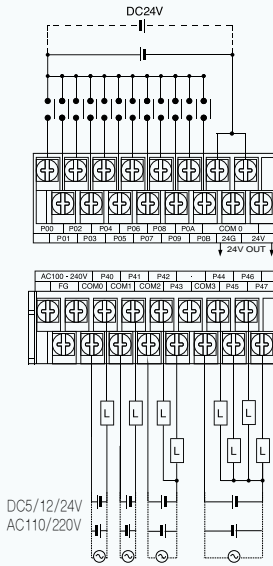 DC24V
P00 P02 P04 P06 P08 P0A COM 0
P01 P03 P05 P07 P09 P0B 24G 24V
24V OUT
AC100 - 240V P40 P41 P42 · P44 P46
FG COM0 COM1 COM2 P43 COM3 P45 P47
L L L L L
L L L
DC5/12/24V
AC110/220V